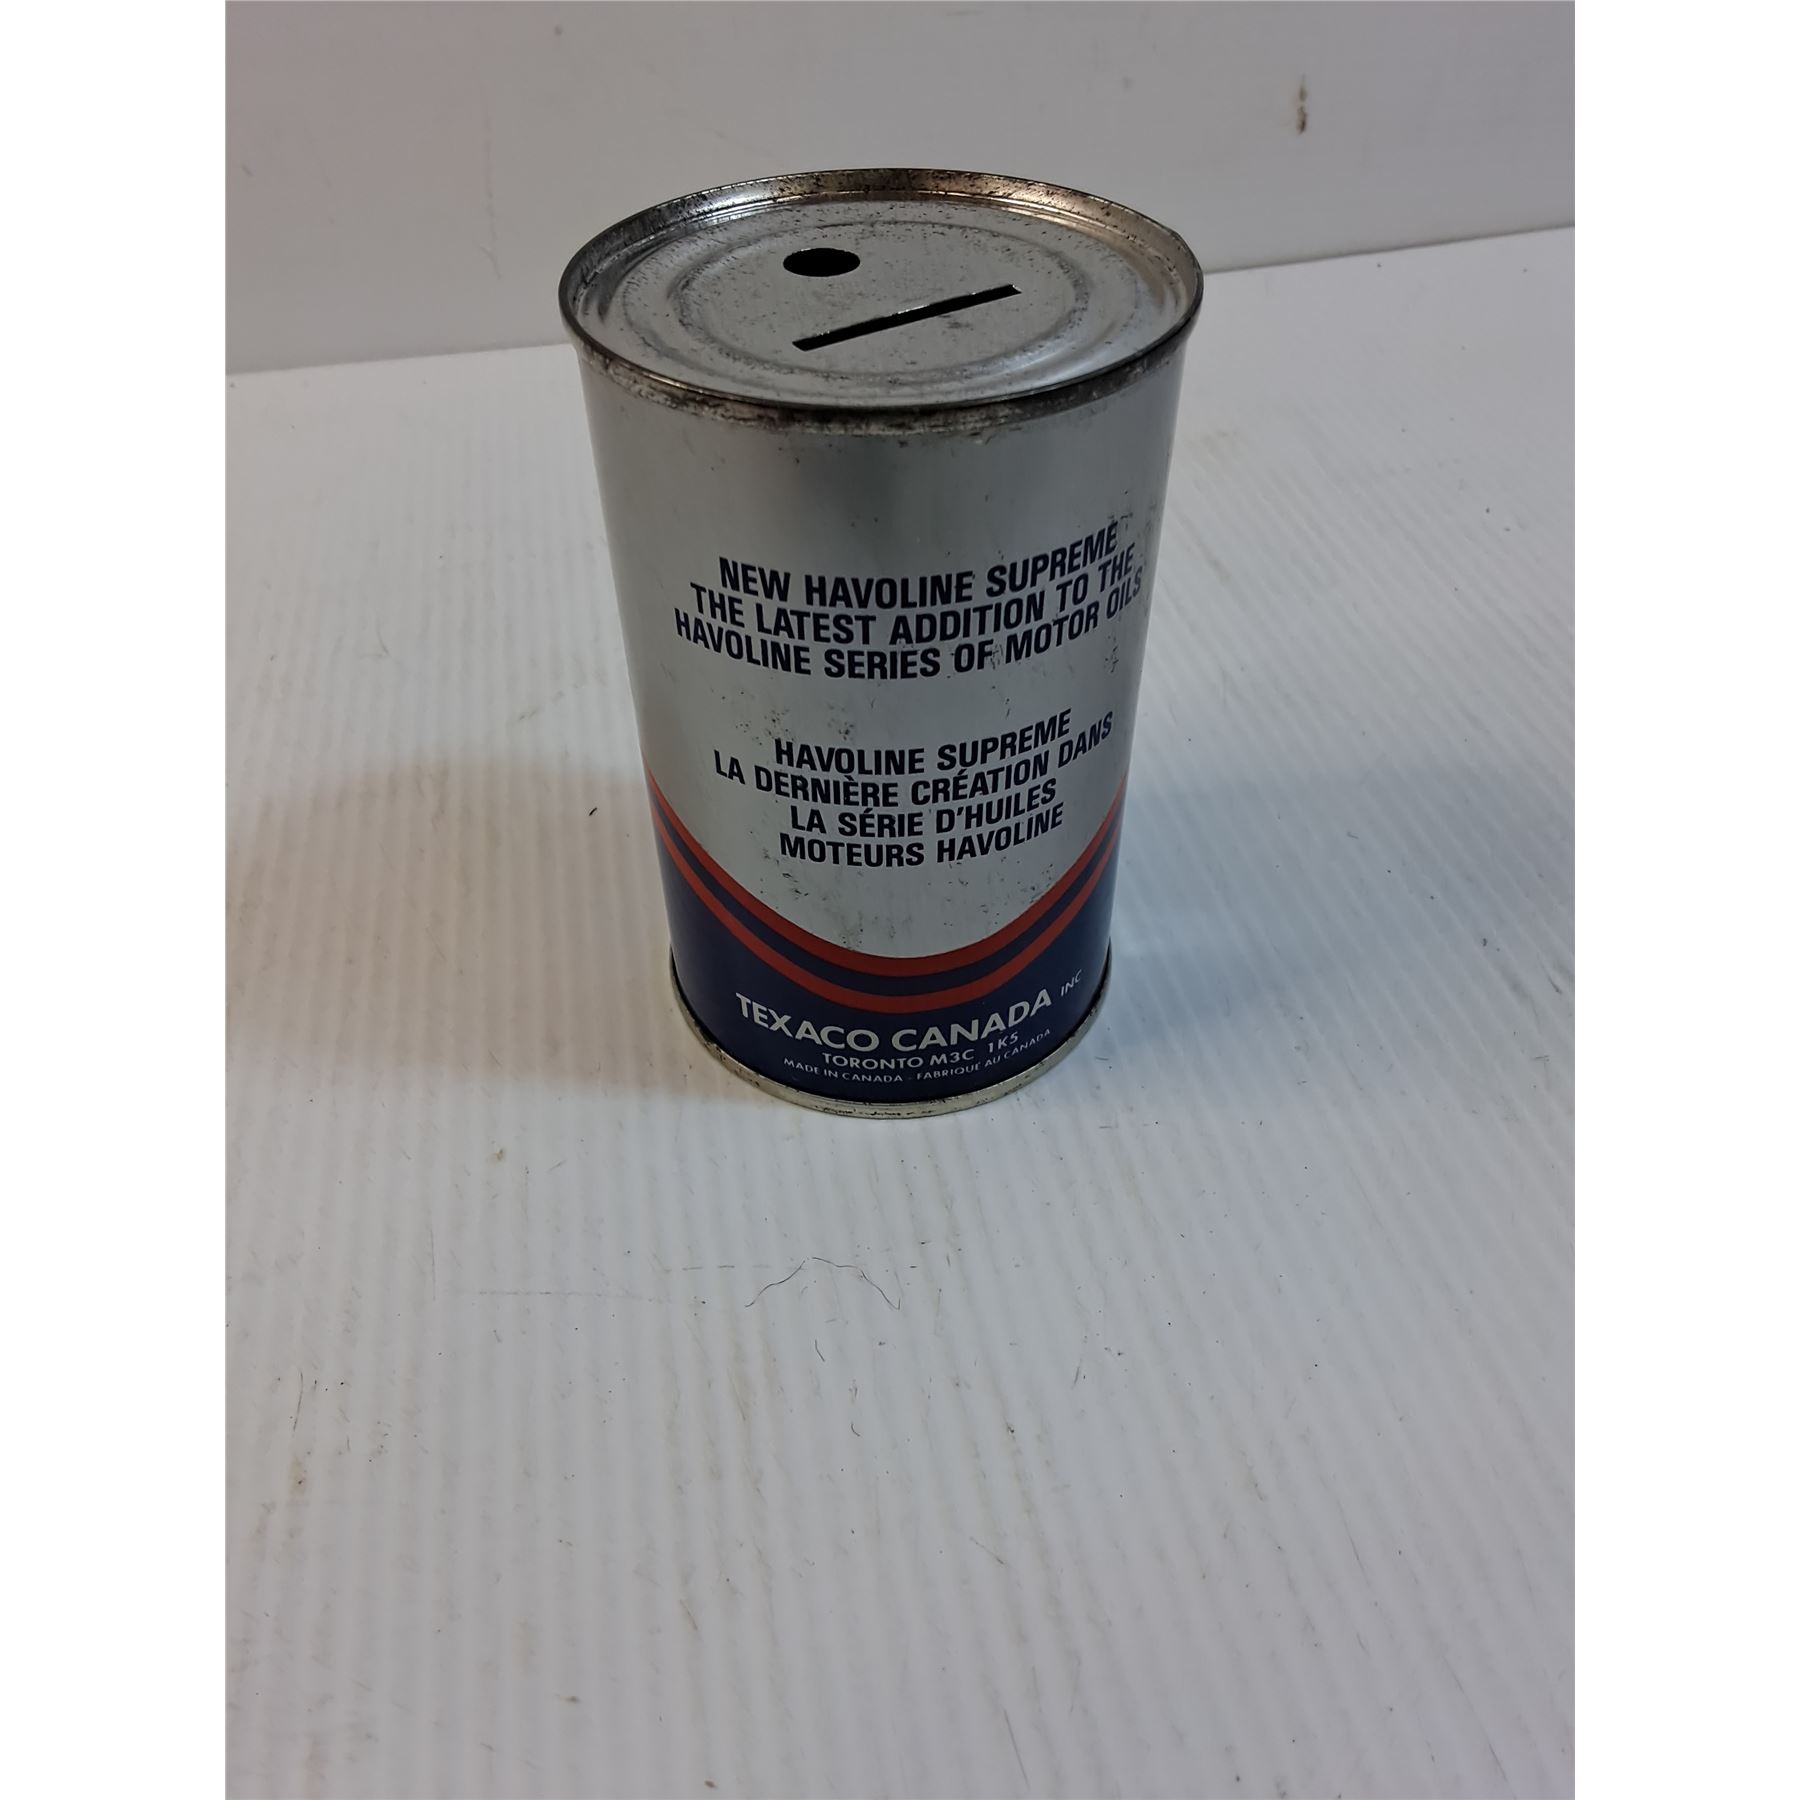 NEW HAVOLINE SUPREME
THE LATEST ADDITION TO THE
HAVOLINE SERIES OF MOTOR OILS
HAVOLINE SUPREME
LA DERNIÈRE CRÉATION DANS
LA SÉRIE D'HUILES
MOTEURS HAVOLINE
TEXACO CANADA INC
TORONTO M3C 1K5
MADE IN CANADA - FABRIQUE AU CANADA